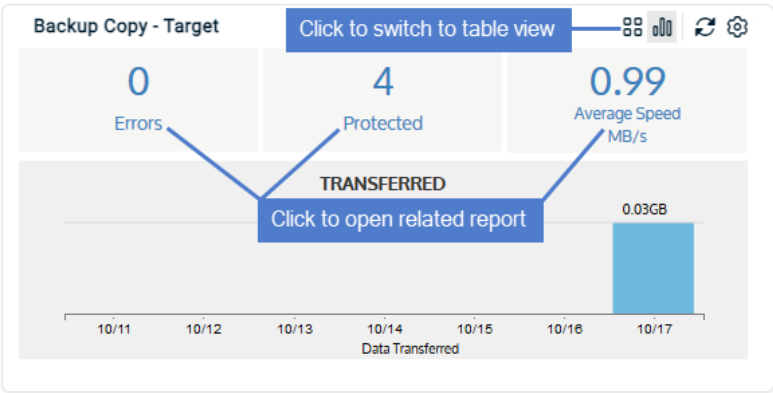 Backup Copy - Target
Click to switch to table view
0
Errors
4
Protected
0.99
Average Speed
MB/s
TRANSFERRED
Click to open related report
0.03GB
10/11 10/12 10/13 10/14 10/15 10/16 10/17
Data Transferred